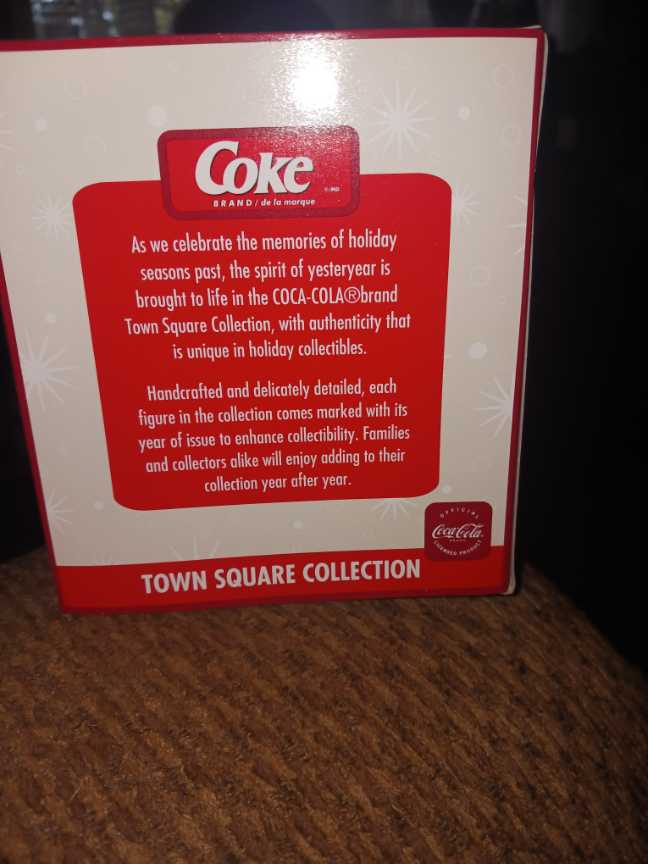 Coke
BRAND / de la marque
As we celebrate the memories of holiday
seasons past, the spirit of yesteryear is
brought to life in the COCA-COLA®brand
Town Square Collection, with authenticity that
is unique in holiday collectibles.
Handcrafted and delicately detailed, each
figure in the collection comes marked with its
year of issue to enhance collectibility. Families
and collectors alike will enjoy adding to their
collection year after year.
OFFICIAL
Coca-Cola
LICENSED PRODUCT
TOWN SQUARE COLLECTION